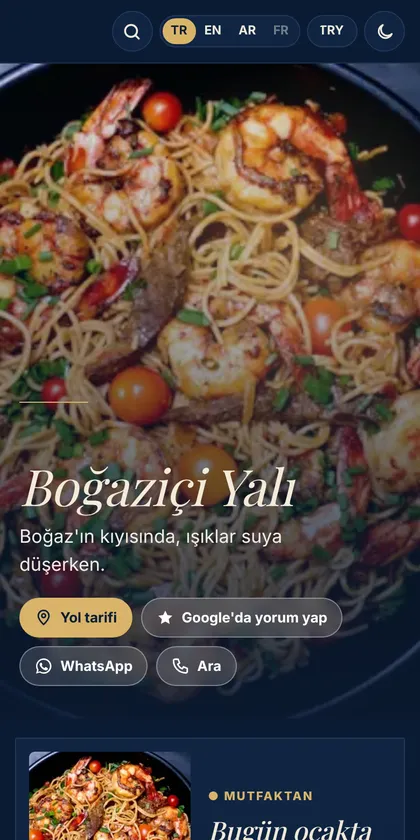 TR EN AR FR TRY
Boğaziçi Yalı
Boğaz'ın kıyısında, ışıklar suya
düşerken.
Yol tarifi Google'da yorum yap
WhatsApp Ara
MUTFAKTAN
Bugün ocakta